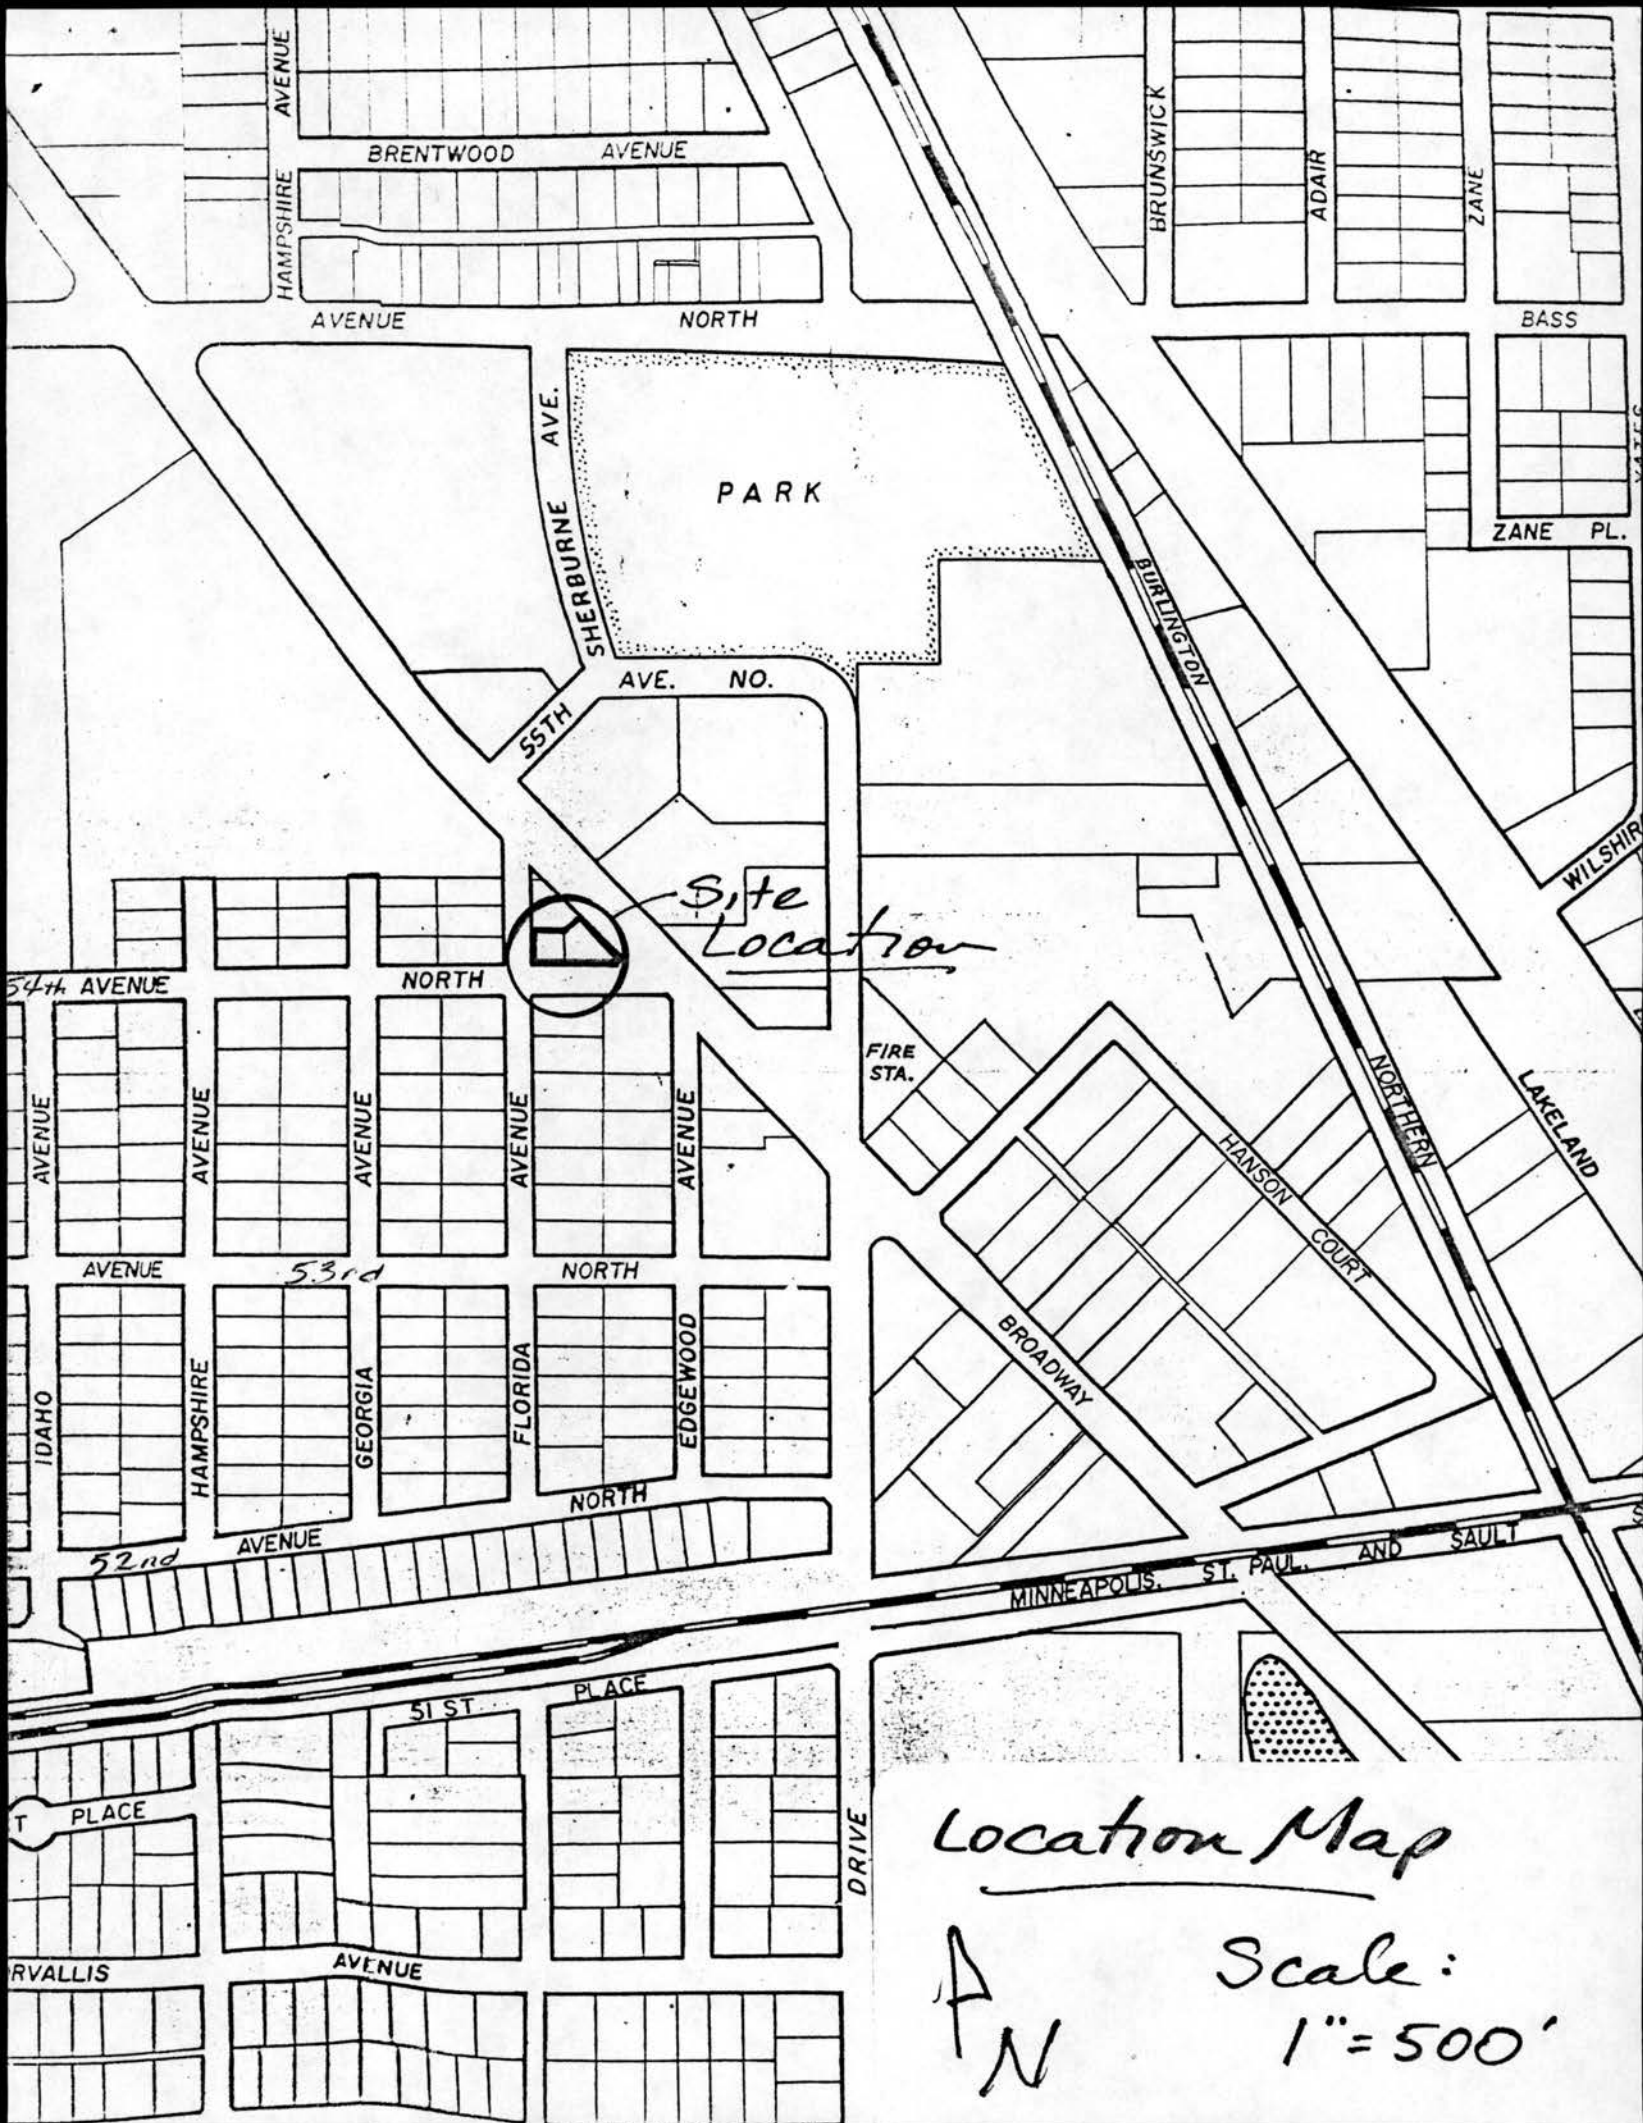 AVENUE
HAMPSHIRE
BRENTWOOD AVENUE
BRUNSWICK
ADAIR
ZANE
AVENUE NORTH
BASS
SHERBURNE AVE.
PARK
YATES
ZANE PL.
BURLINGTON
55TH AVE. NO.
WILSHIR
Site
Location
54th AVENUE NORTH
FIRE
STA.
NORTHERN
LAKELAND
AVENUE
AVENUE
AVENUE
AVENUE
AVENUE
HANSON COURT
AVENUE 53rd NORTH
BROADWAY
IDAHO
HAMPSHIRE
GEORGIA
FLORIDA
EDGEWOOD
52nd AVENUE NORTH
MINNEAPOLIS. ST. PAUL. AND SAULT S
51 ST PLACE
T PLACE
DRIVE
RVALLIS AVENUE
Location Map
N
Scale:
1"=500'